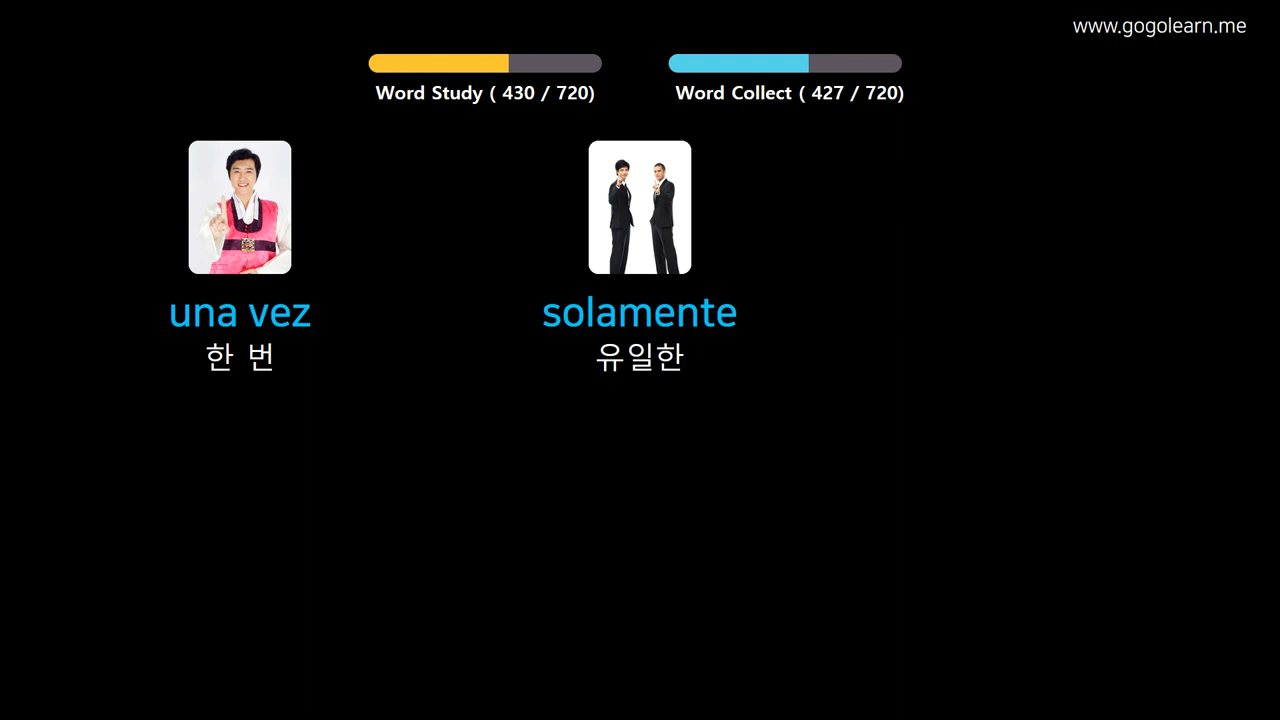 www.gogolearn.me
Word Study ( 430 / 720)
Word Collect ( 427 / 720)
una vez
한 번
solamente
유일한